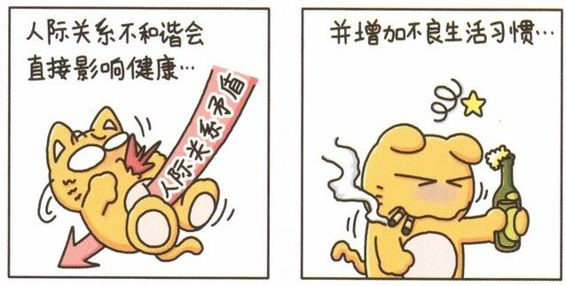 人际关系不和谐会
直接影响健康…
人际关系矛盾
并增加不良生活习惯…